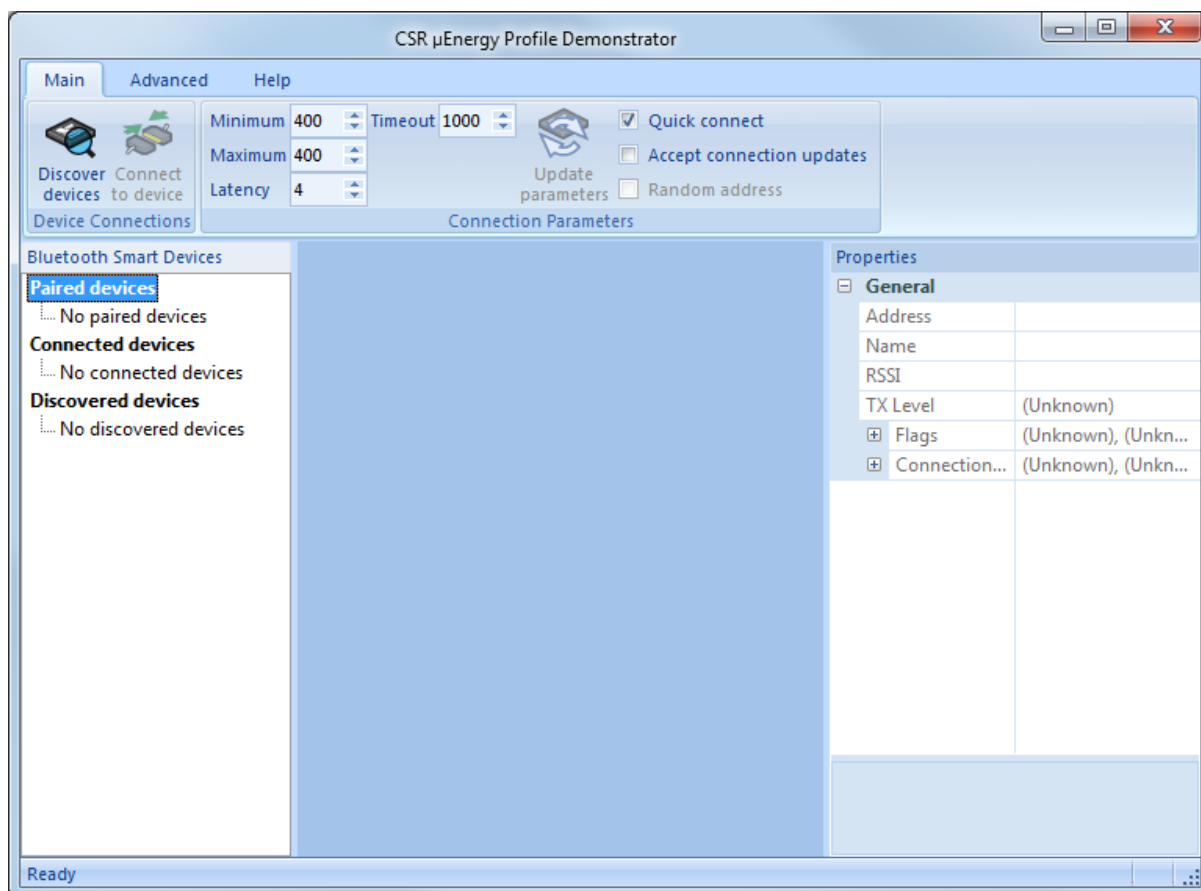 CSR µEnergy Profile Demonstrator
Main Advanced Help
Minimum 400 Timeout 1000
Maximum 400
Latency 4
Discover devices
Connect to device
Update parameters
Quick connect
Accept connection updates
Random address
Device Connections
Connection Parameters
Bluetooth Smart Devices
Paired devices
No paired devices
Connected devices
No connected devices
Discovered devices
No discovered devices
Properties
General
Address
Name
RSSI
TX Level (Unknown)
Flags (Unknown), (Unkn...
Connection... (Unknown), (Unkn...
Ready